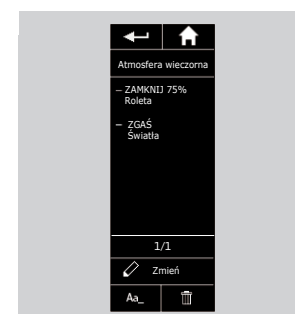 Atmosfera wieczorna
– ZAMKNIJ 75%
Roleta
– ZGAŚ
Światła
1/1
Zmień
Aa_